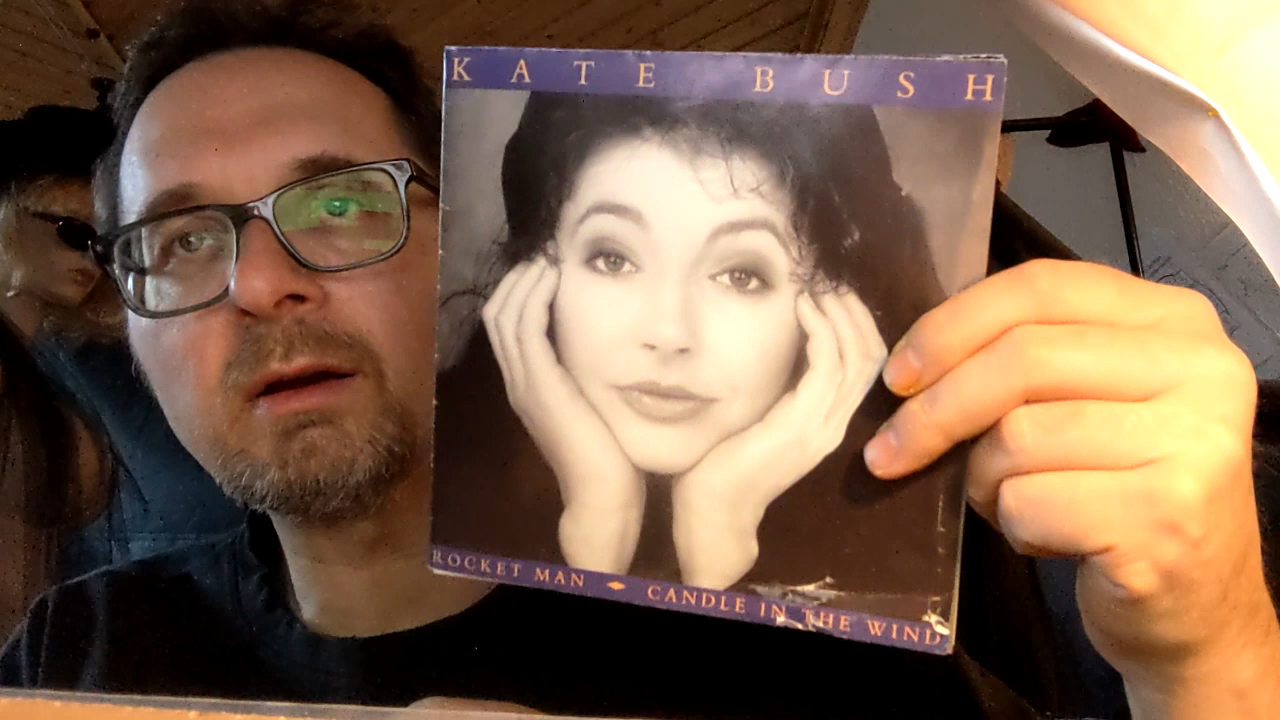 KATE BUSH
ROCKET MAN ♦ CANDLE IN THE WIND